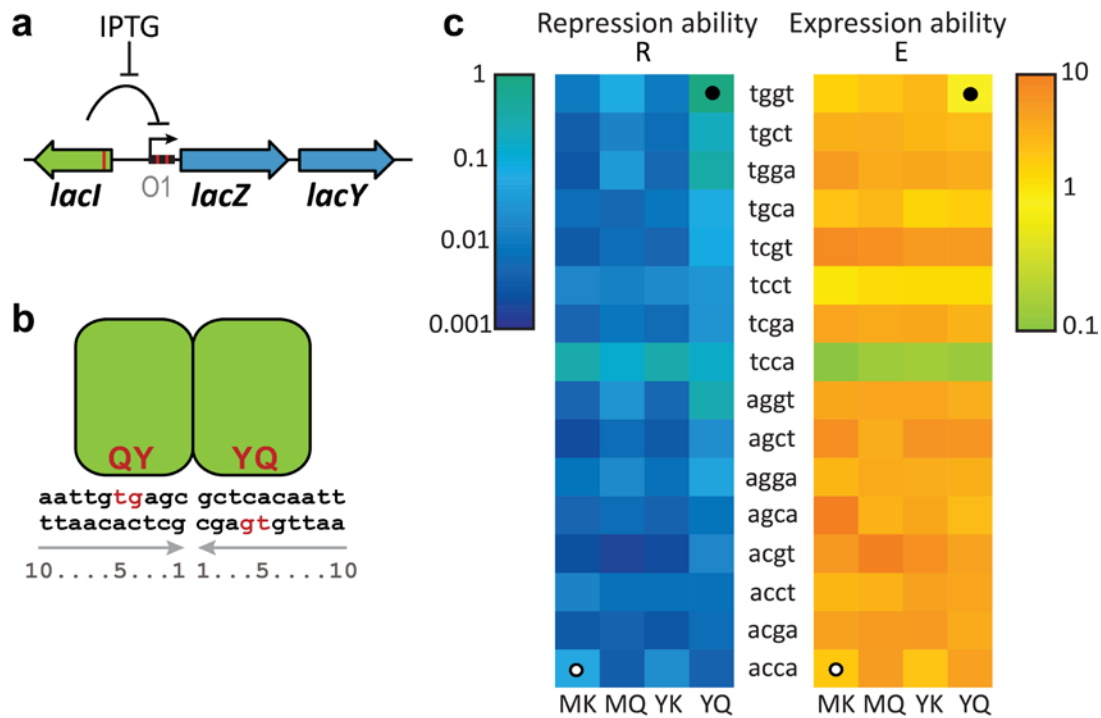 a
IPTG
lacI
O1
lacZ
lacY
b
QY YQ
aattgtgagc gctcacaatt
ttaacactcg cgagtgttaa
10....5...1 1...5....10
c
Repression ability
R
Expression ability
E
1
0.1
0.01
0.001
tggt
tgct
tgga
tgca
tcgt
tcct
tcga
tcca
aggt
agct
agga
agca
acgt
acct
acga
acca
10
1
0.1
MK MQ YK YQ
MK MQ YK YQ